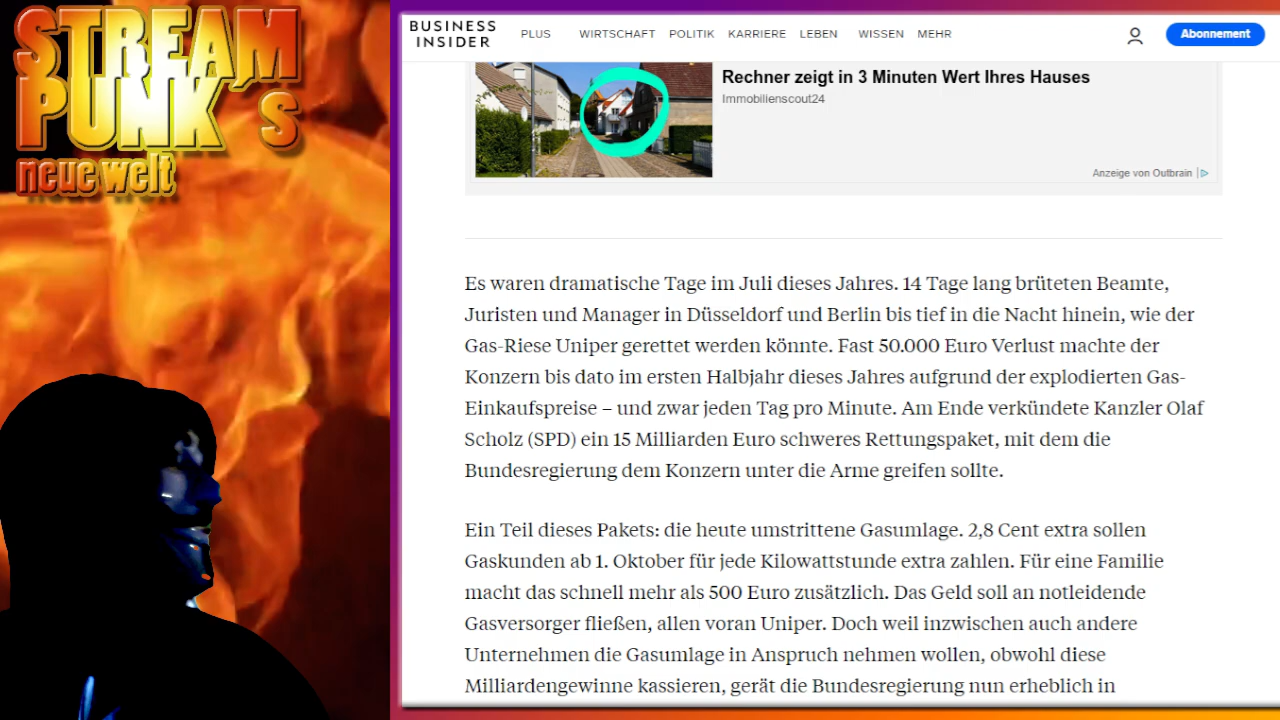 STREAM
PUNK´S
neue welt
BUSINESS
INSIDER
PLUS WIRTSCHAFT POLITIK KARRIERE LEBEN WISSEN MEHR
Abonnement
Rechner zeigt in 3 Minuten Wert Ihres Hauses
Immobilienscout24
Anzeige von Outbrain
Es waren dramatische Tage im Juli dieses Jahres. 14 Tage lang brüteten Beamte,
Juristen und Manager in Düsseldorf und Berlin bis tief in die Nacht hinein, wie der
Gas-Riese Uniper gerettet werden könnte. Fast 50.000 Euro Verlust machte der
Konzern bis dato im ersten Halbjahr dieses Jahres aufgrund der explodierten Gas-
Einkaufspreise – und zwar jeden Tag pro Minute. Am Ende verkündete Kanzler Olaf
Scholz (SPD) ein 15 Milliarden Euro schweres Rettungspaket, mit dem die
Bundesregierung dem Konzern unter die Arme greifen sollte.
Ein Teil dieses Pakets: die heute umstrittene Gasumlage. 2,8 Cent extra sollen
Gaskunden ab 1. Oktober für jede Kilowattstunde extra zahlen. Für eine Familie
macht das schnell mehr als 500 Euro zusätzlich. Das Geld soll an notleidende
Gasversorger fließen, allen voran Uniper. Doch weil inzwischen auch andere
Unternehmen die Gasumlage in Anspruch nehmen wollen, obwohl diese
Milliardengewinne kassieren, gerät die Bundesregierung nun erheblich in